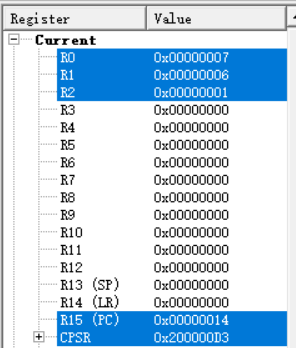 Register Value
Current
R0 0x00000007
R1 0x00000006
R2 0x00000001
R3 0x00000000
R4 0x00000000
R5 0x00000000
R6 0x00000000
R7 0x00000000
R8 0x00000000
R9 0x00000000
R10 0x00000000
R11 0x00000000
R12 0x00000000
R13 (SP) 0x00000000
R14 (LR) 0x00000000
R15 (PC) 0x00000014
CPSR 0x200000D3